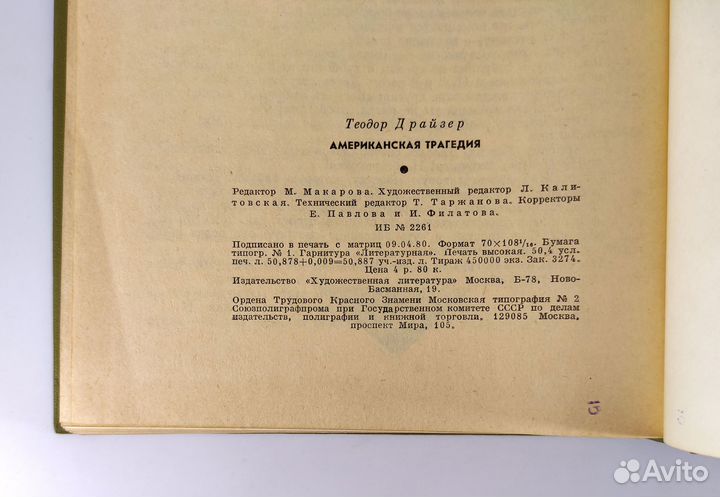 Теодор Драйзер
АМЕРИКАНСКАЯ ТРАГЕДИЯ
Редактор М. Макарова. Художественный редактор Л. Кали-
товская. Технический редактор Т. Таржанова. Корректоры
Е. Павлова и И. Филатова.
ИБ № 2261
Подписано в печать с матриц 09.04.80. Формат 70×108¹/₁₆. Бумага
типогр. № 1. Гарнитура «Литературная». Печать высокая. 50,4 усл.
печ. л. 50,878+0,009=50,887 уч.-изд. л. Тираж 450000 экз. Зак. 3274.
Цена 4 р. 80 к.
Издательство «Художественная литература» Москва, Б-78, Ново-
Басманная, 19.
Ордена Трудового Красного Знамени Московская типография № 2
Союзполиграфпрома при Государственном комитете СССР по делам
издательств, полиграфии и книжной торговли. 129085 Москва,
проспект Мира, 105.
Avito